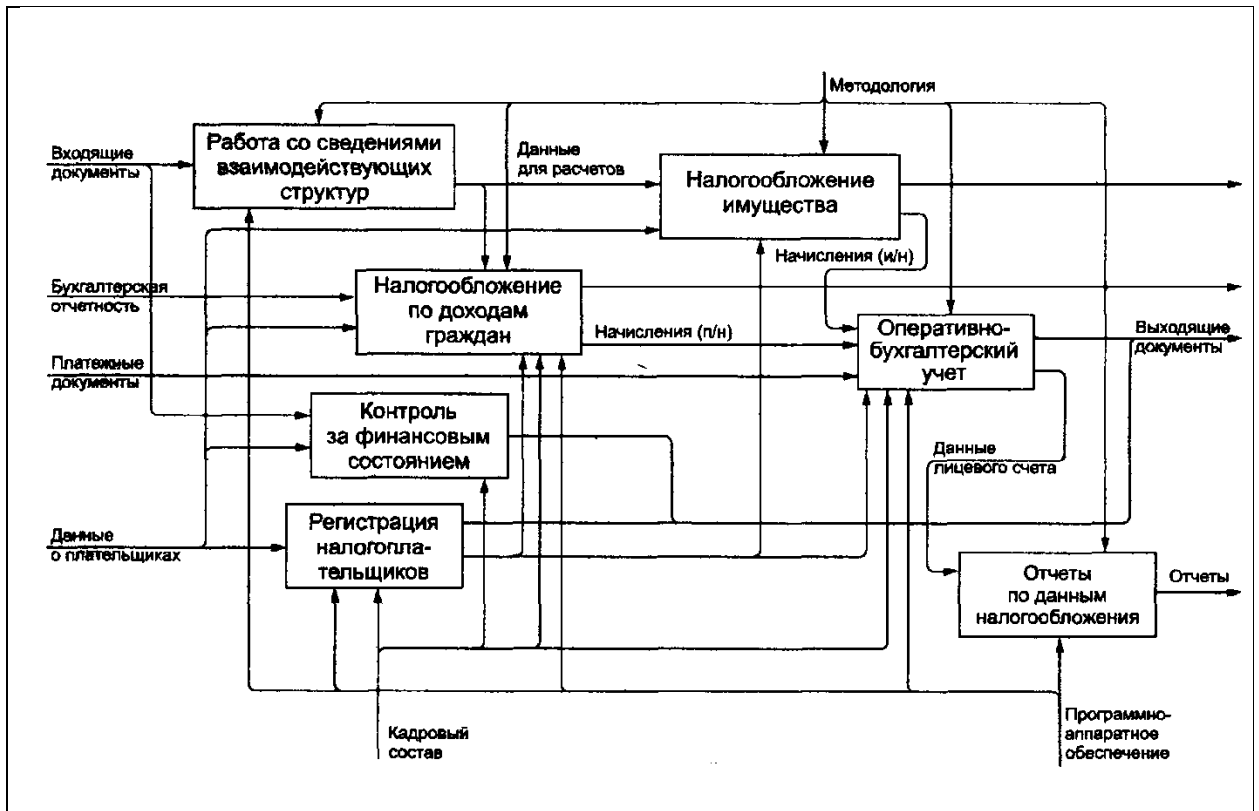 Методология
Работа со сведениями
взаимодействующих
структур
Входящие
документы
Данные
для расчетов
Налогообложение
имущества
Начисления (и/н)
Бухгалтерская
отчетность
Налогообложение
по доходам
граждан
Начисления (п/н)
Оперативно-
бухгалтерский
учет
Выходящие
документы
Платежные
документы
Контроль
за финансовым
состоянием
Данные
лицевого счета
Данные
о плательщиках
Регистрация
налогопла-
тельщиков
Отчеты
по данным
налогообложения
Отчеты
Кадровый
состав
Программно-
аппаратное
обеспечение